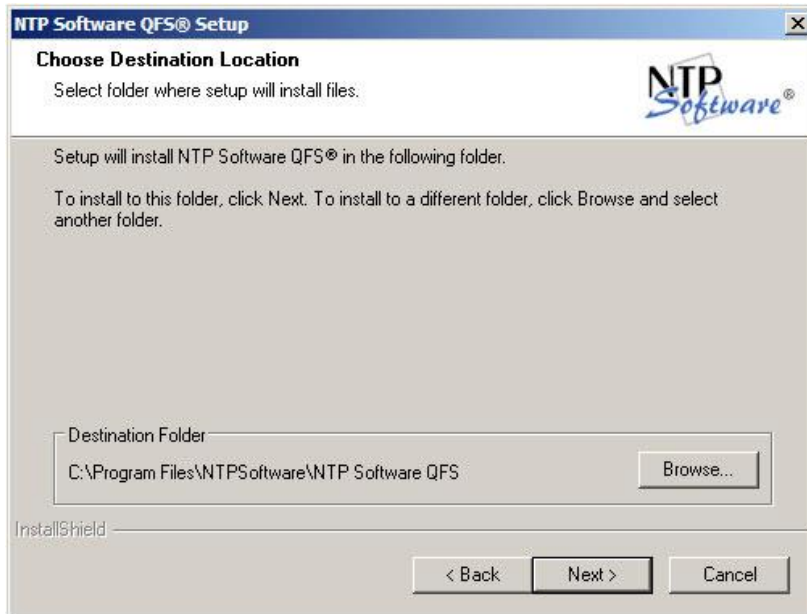 NTP Software QFS® Setup
Choose Destination Location
Select folder where setup will install files.
NTP
Software®
Setup will install NTP Software QFS® in the following folder.
To install to this folder, click Next. To install to a different folder, click Browse and select
another folder.
Destination Folder
C:\Program Files\NTPSoftware\NTP Software QFS
Browse...
InstallShield
< Back
Next >
Cancel